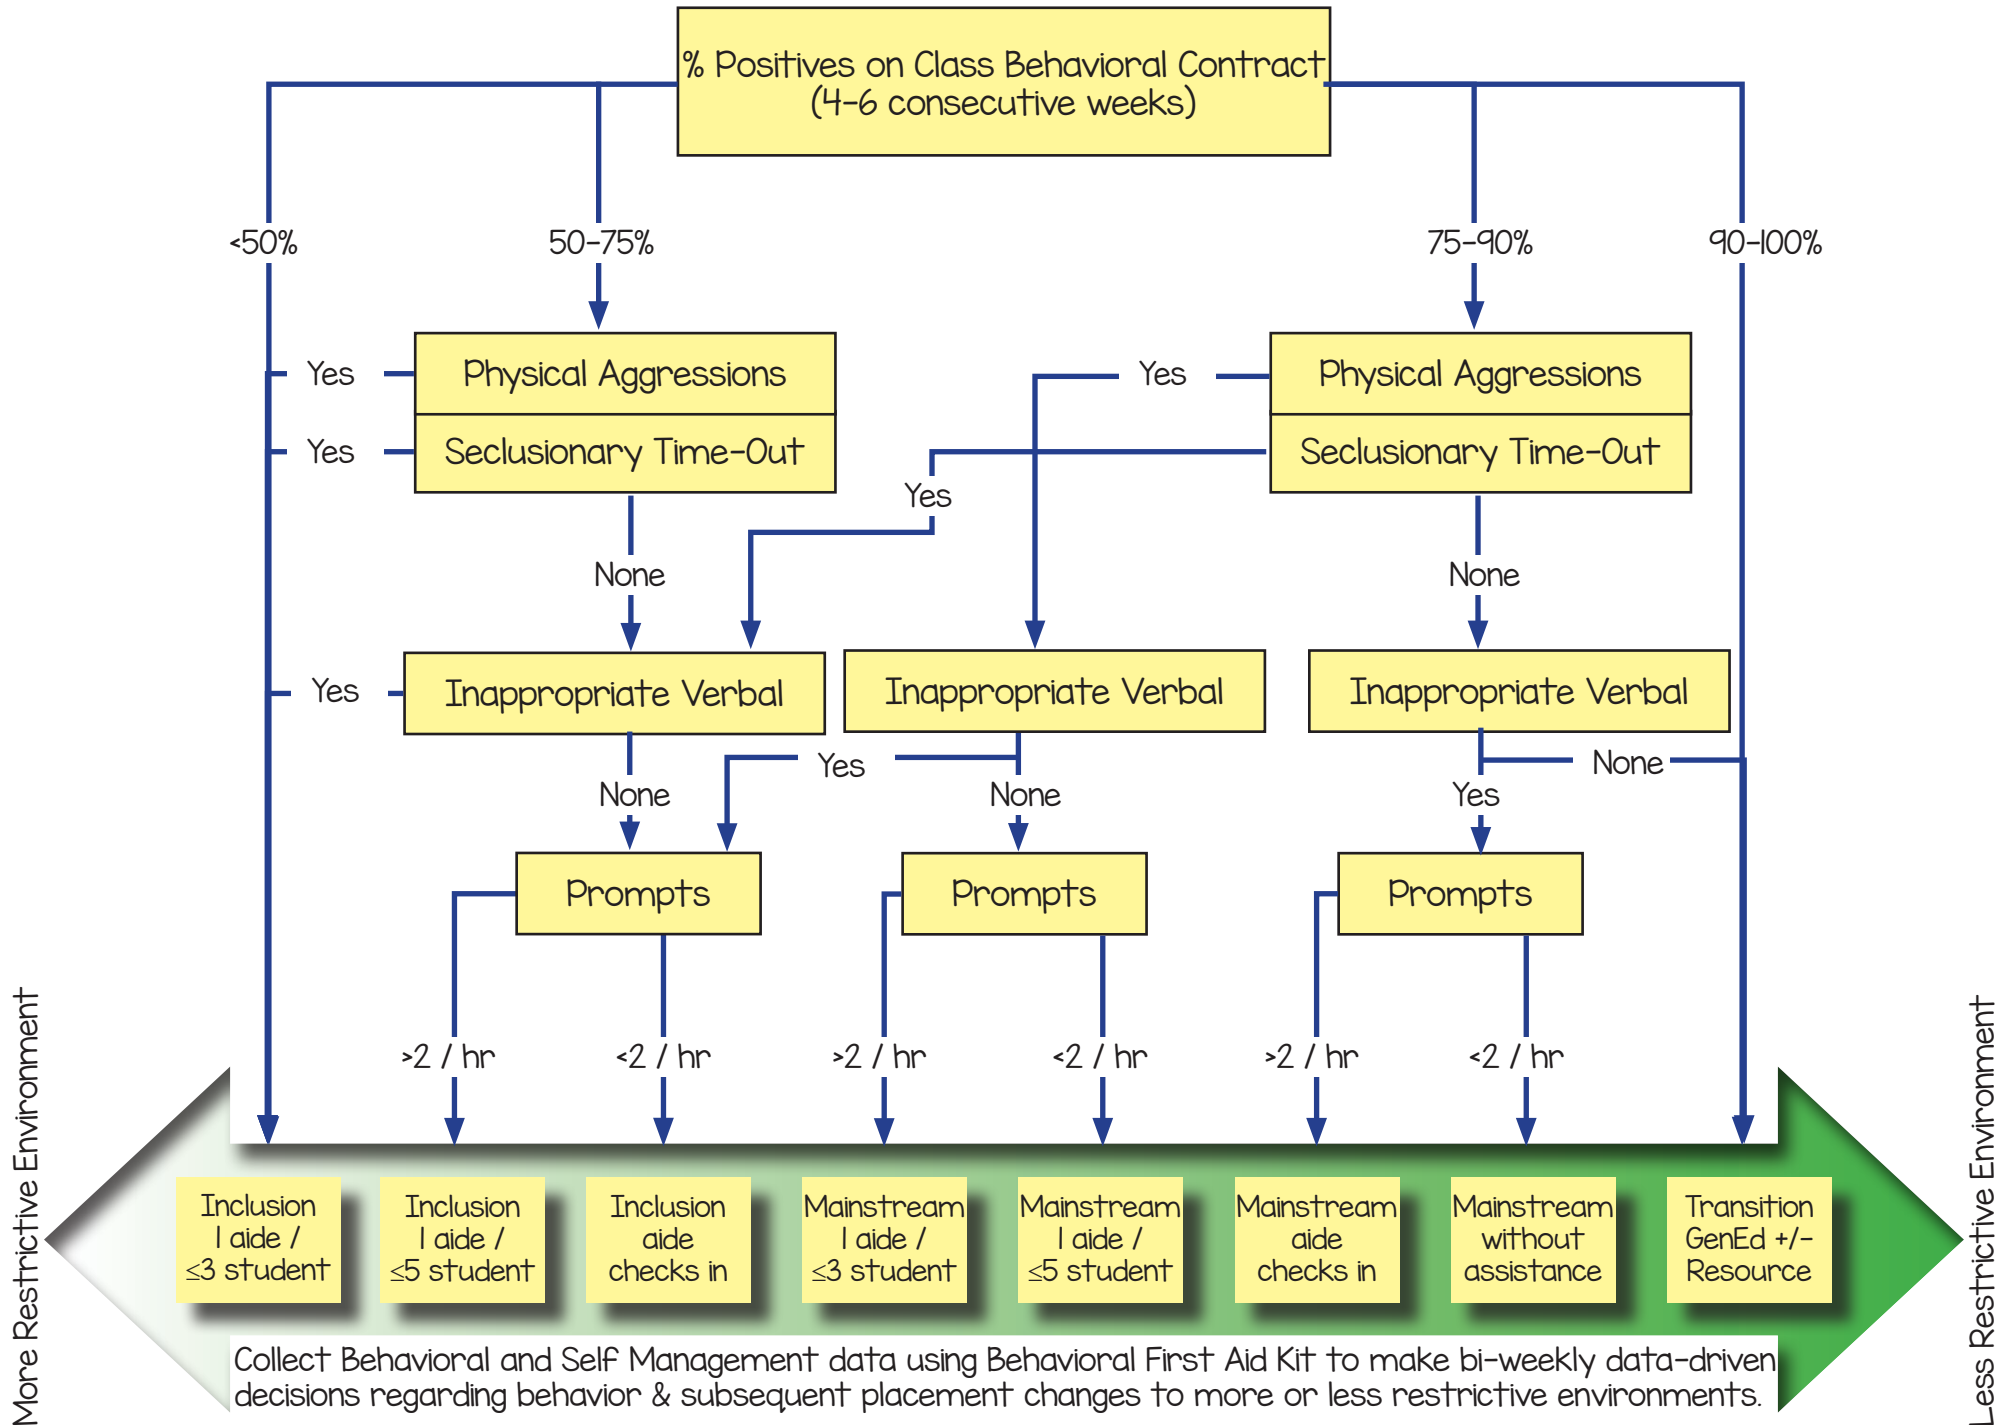 % Positives on Class Behavioral Contract
(4-6 consecutive weeks)
<50%
50-75%
75-90%
90-100%
Yes
Physical Aggressions
Yes
Physical Aggressions
Yes
Seclusionary Time-Out
Seclusionary Time-Out
Yes
None
None
Yes
Inappropriate Verbal
Inappropriate Verbal
Inappropriate Verbal
Yes
None
None
None
Yes
Prompts
Prompts
Prompts
>2 / hr
<2 / hr
>2 / hr
<2 / hr
>2 / hr
<2 / hr
More Restrictive Environment
Less Restrictive Environment
Inclusion
1 aide /
≤3 student
Inclusion
1 aide /
≤5 student
Inclusion
aide
checks in
Mainstream
1 aide /
≤3 student
Mainstream
1 aide /
≤5 student
Mainstream
aide
checks in
Mainstream
without
assistance
Transition
GenEd +/-
Resource
Collect Behavioral and Self Management data using Behavioral First Aid Kit to make bi-weekly data-driven
decisions regarding behavior & subsequent placement changes to more or less restrictive environments.